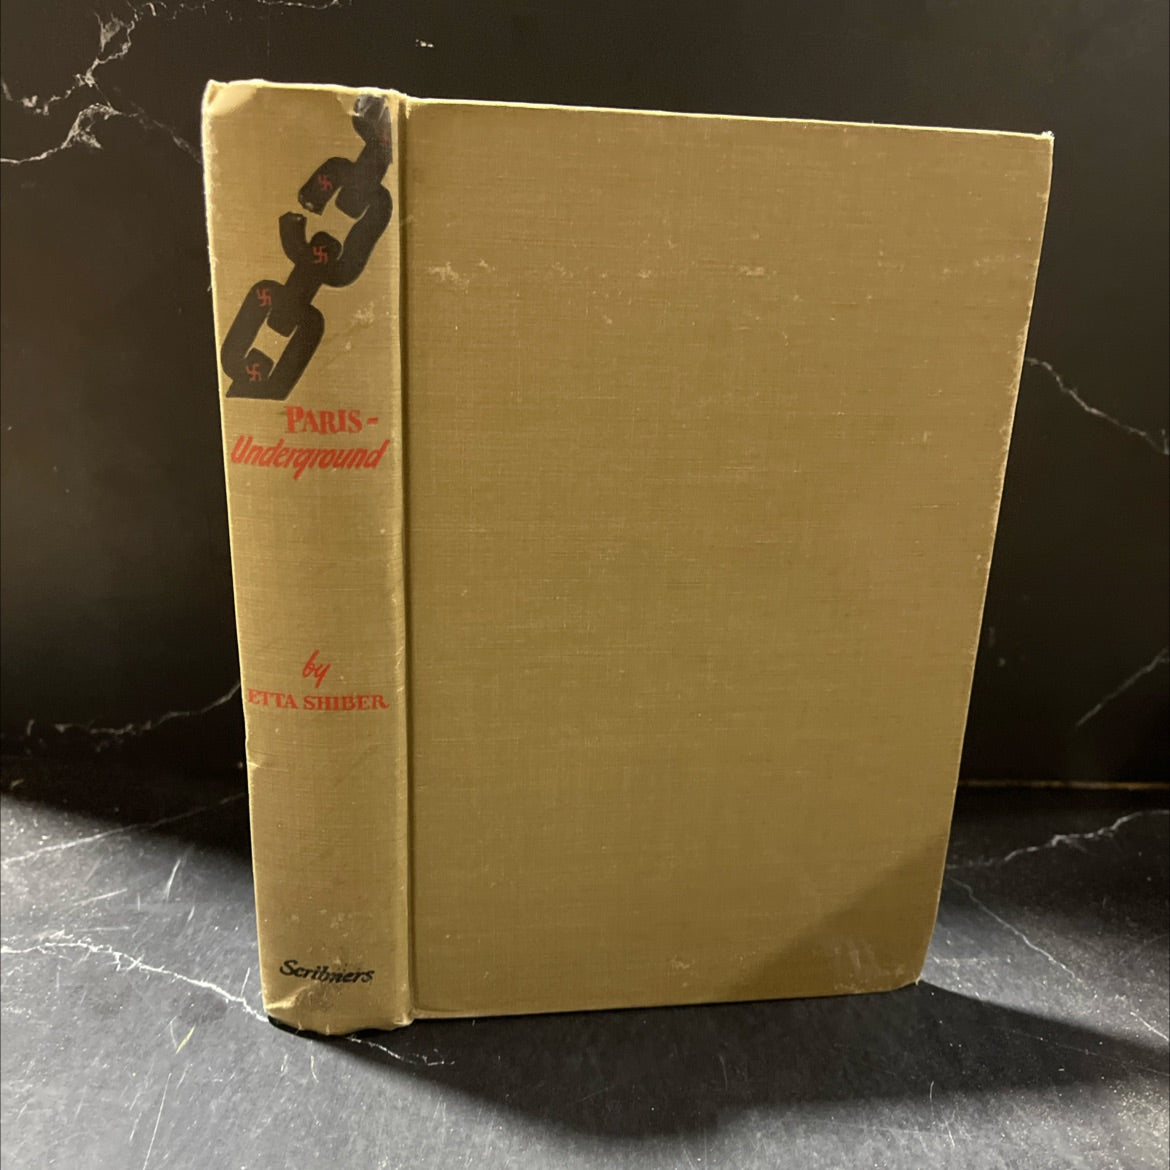 PARIS-
Underground
by
ETTA SHIBER
Scribners